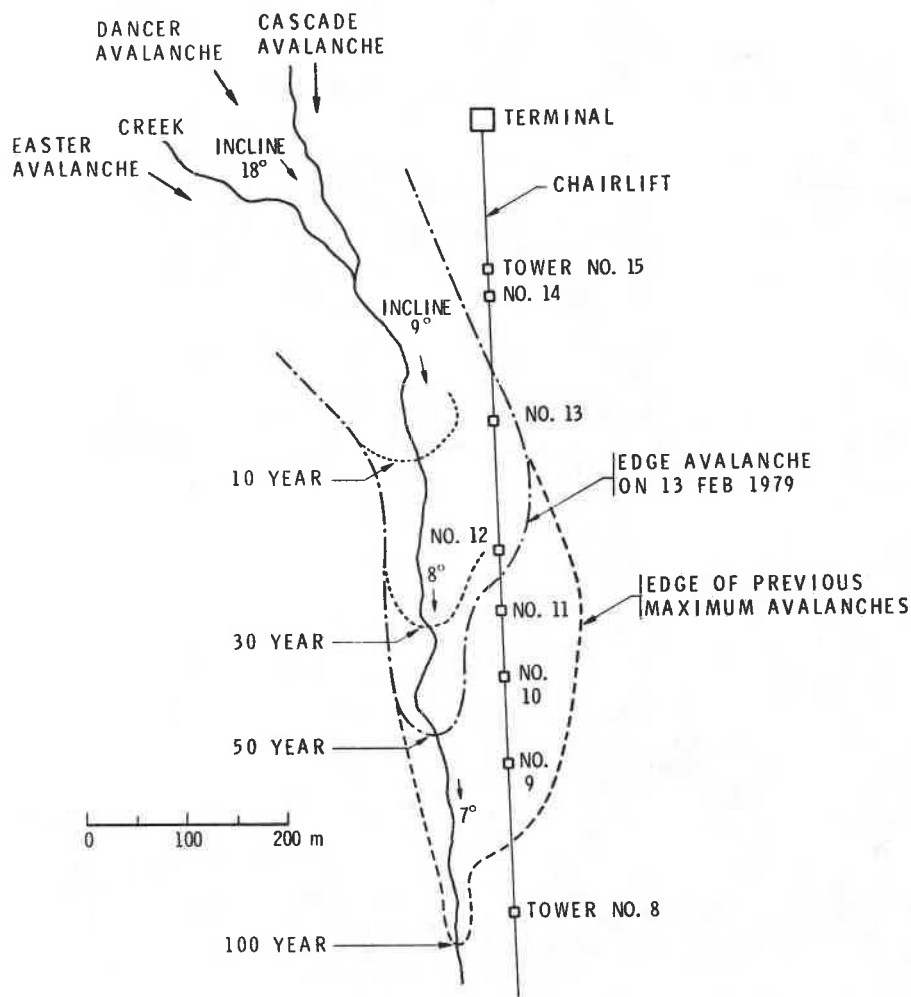 DANCER
AVALANCHE
CASCADE
AVALANCHE
CREEK
EASTER
AVALANCHE
INCLINE
18°
TERMINAL
CHAIRLIFT
TOWER NO. 15
NO. 14
INCLINE
9°
NO. 13
10 YEAR
EDGE AVALANCHE
ON 13 FEB 1979
NO. 12
8°
EDGE OF PREVIOUS
MAXIMUM AVALANCHES
NO. 11
30 YEAR
NO.
10
50 YEAR
NO.
9
7°
0 100 200 m
TOWER NO. 8
100 YEAR